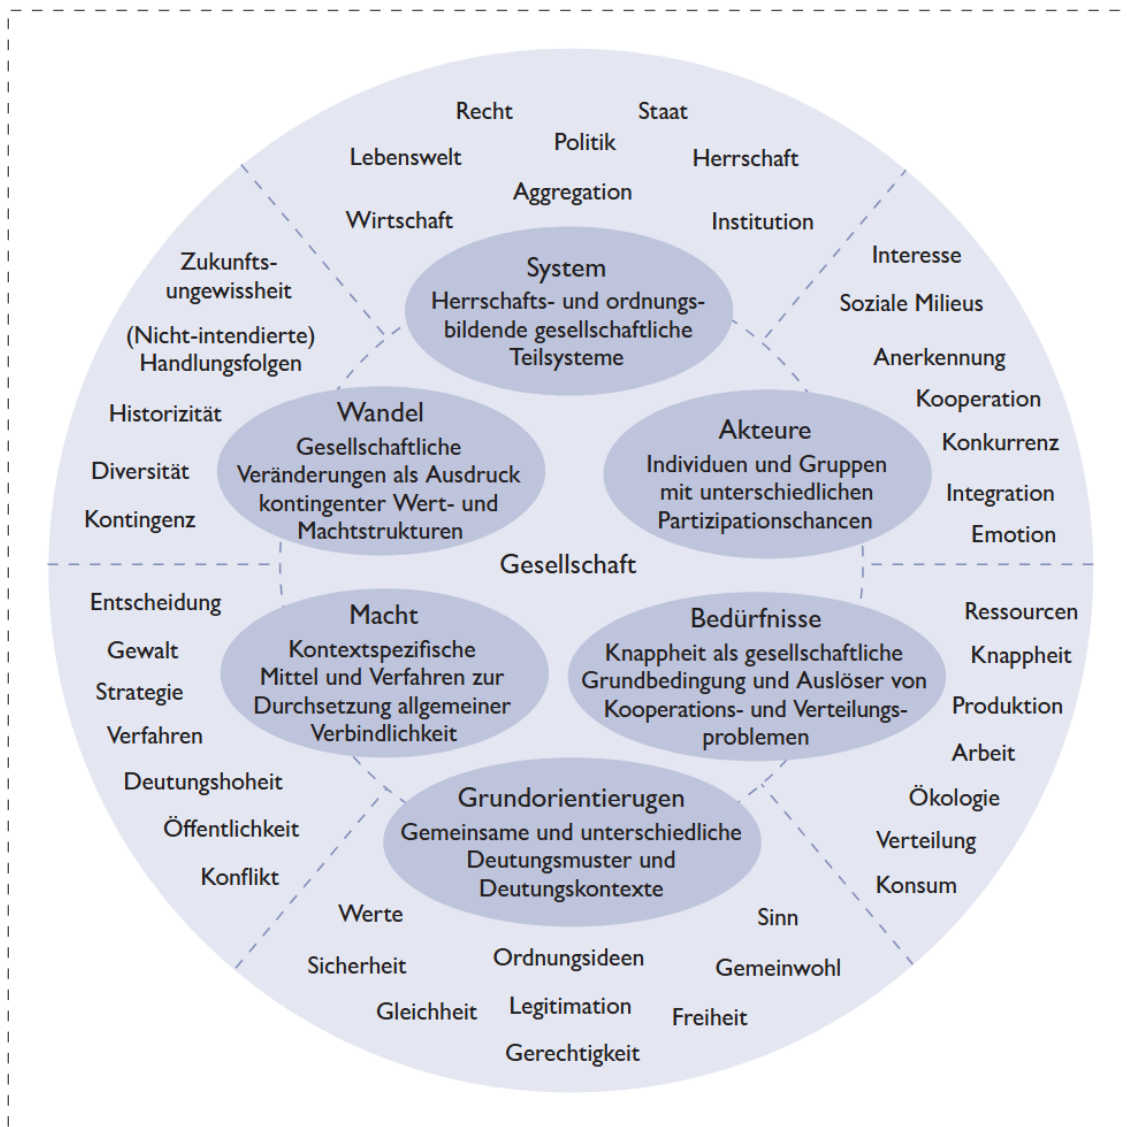 Recht
Staat
Politik
Lebenswelt
Herrschaft
Aggregation
Wirtschaft
Institution
System
Herrschafts- und ordnungs-
bildende gesellschaftliche
Teilsysteme
Interesse
Soziale Milieus
Anerkennung
Kooperation
Konkurrenz
Integration
Emotion
Akteure
Individuen und Gruppen
mit unterschiedlichen
Partizipationschancen
Zukunfts-
ungewissheit
(Nicht-intendierte)
Handlungsfolgen
Historizität
Diversität
Kontingenz
Wandel
Gesellschaftliche
Veränderungen als Ausdruck
kontingenter Wert- und
Machtstrukturen
Gesellschaft
Entscheidung
Gewalt
Strategie
Verfahren
Deutungshoheit
Öffentlichkeit
Konflikt
Macht
Kontextspezifische
Mittel und Verfahren zur
Durchsetzung allgemeiner
Verbindlichkeit
Bedürfnisse
Knappheit als gesellschaftliche
Grundbedingung und Auslöser von
Kooperations- und Verteilungs-
problemen
Ressourcen
Knappheit
Produktion
Arbeit
Ökologie
Verteilung
Konsum
Grundorientierugen
Gemeinsame und unterschiedliche
Deutungsmuster und
Deutungskontexte
Werte
Sinn
Sicherheit
Ordnungsideen
Gemeinwohl
Gleichheit
Legitimation
Freiheit
Gerechtigkeit